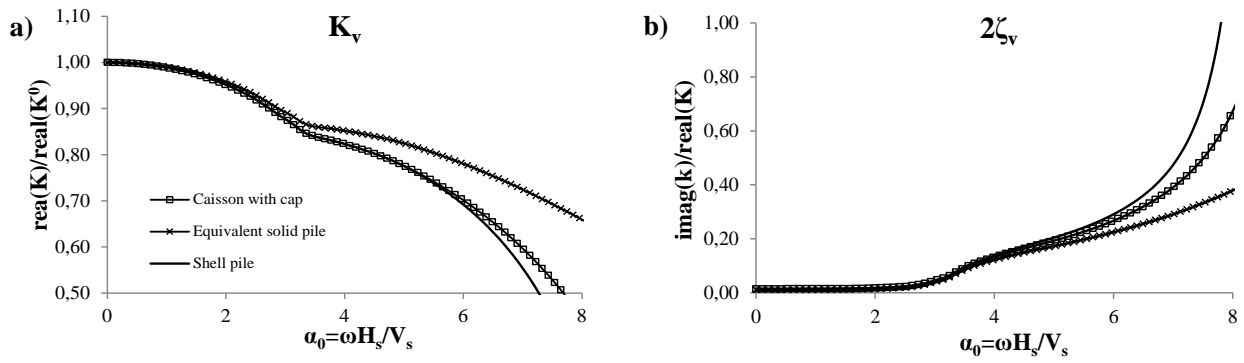 a)
K_v
1,10
1,00
0,90
0,80
0,70
0,60
0,50
rea(K)/real(K⁰)
Caisson with cap
Equivalent solid pile
Shell pile
0 2 4 6 8
α₀=ωH_s/V_s
b)
2ζ_v
1,00
0,80
0,60
0,40
0,20
0,00
imag(k)/real(K)
0 2 4 6 8
α₀=ωH_s/V_s